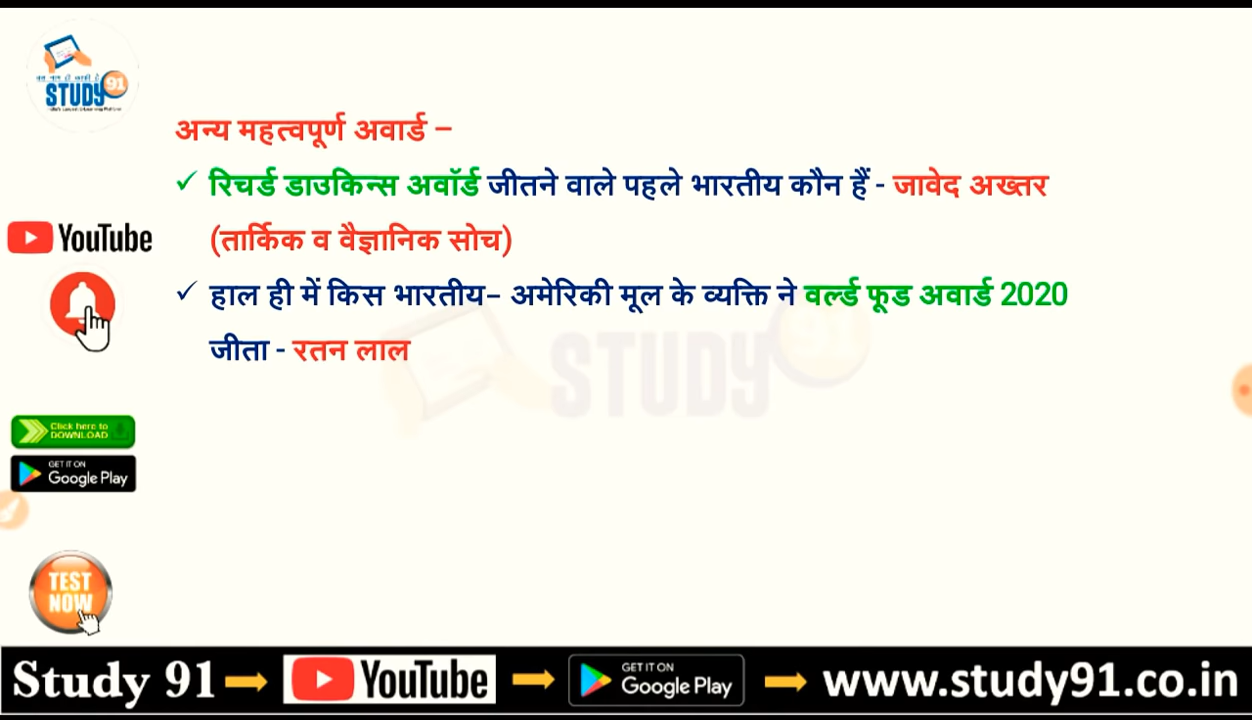 STUDY 91
अन्य महत्वपूर्ण अवार्ड –
रिचर्ड डाउकिन्स अवॉर्ड जीतने वाले पहले भारतीय कौन हैं - जावेद अख्तर
(तार्किक व वैज्ञानिक सोच)
YouTube
हाल ही में किस भारतीय– अमेरिकी मूल के व्यक्ति ने वर्ल्ड फूड अवार्ड 2020
जीता - रतन लाल
STUDY 91
Click here to
DOWNLOAD
GET IT ON
Google Play
TEST
NOW
Study 91 YouTube GET IT ON Google Play www.study91.co.in